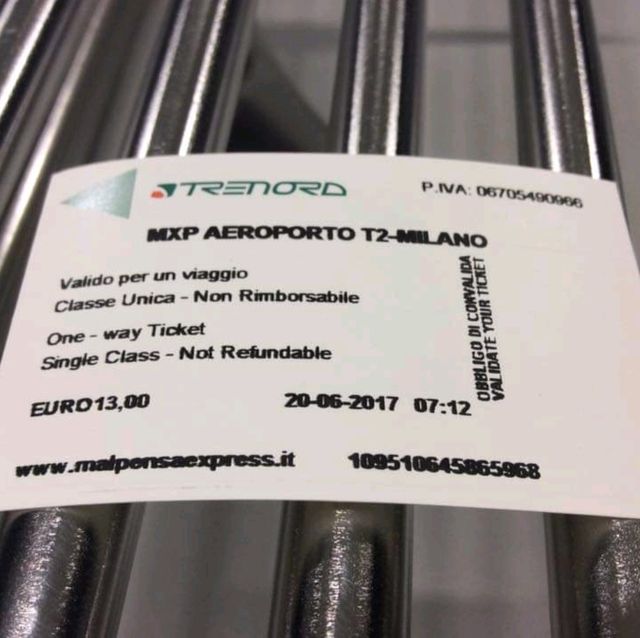 TRENORD
P.IVA: 06705490966
MXP AEROPORTO T2-MILANO
Valido per un viaggio
Classe Unica - Non Rimborsabile
One - way Ticket
Single Class - Not Refundable
OBBLIGO DI CONVALIDA
VALIDATE YOUR TICKET
EURO13,00 20-06-2017 07:12
www.malpensaexpress.it 109510645865968